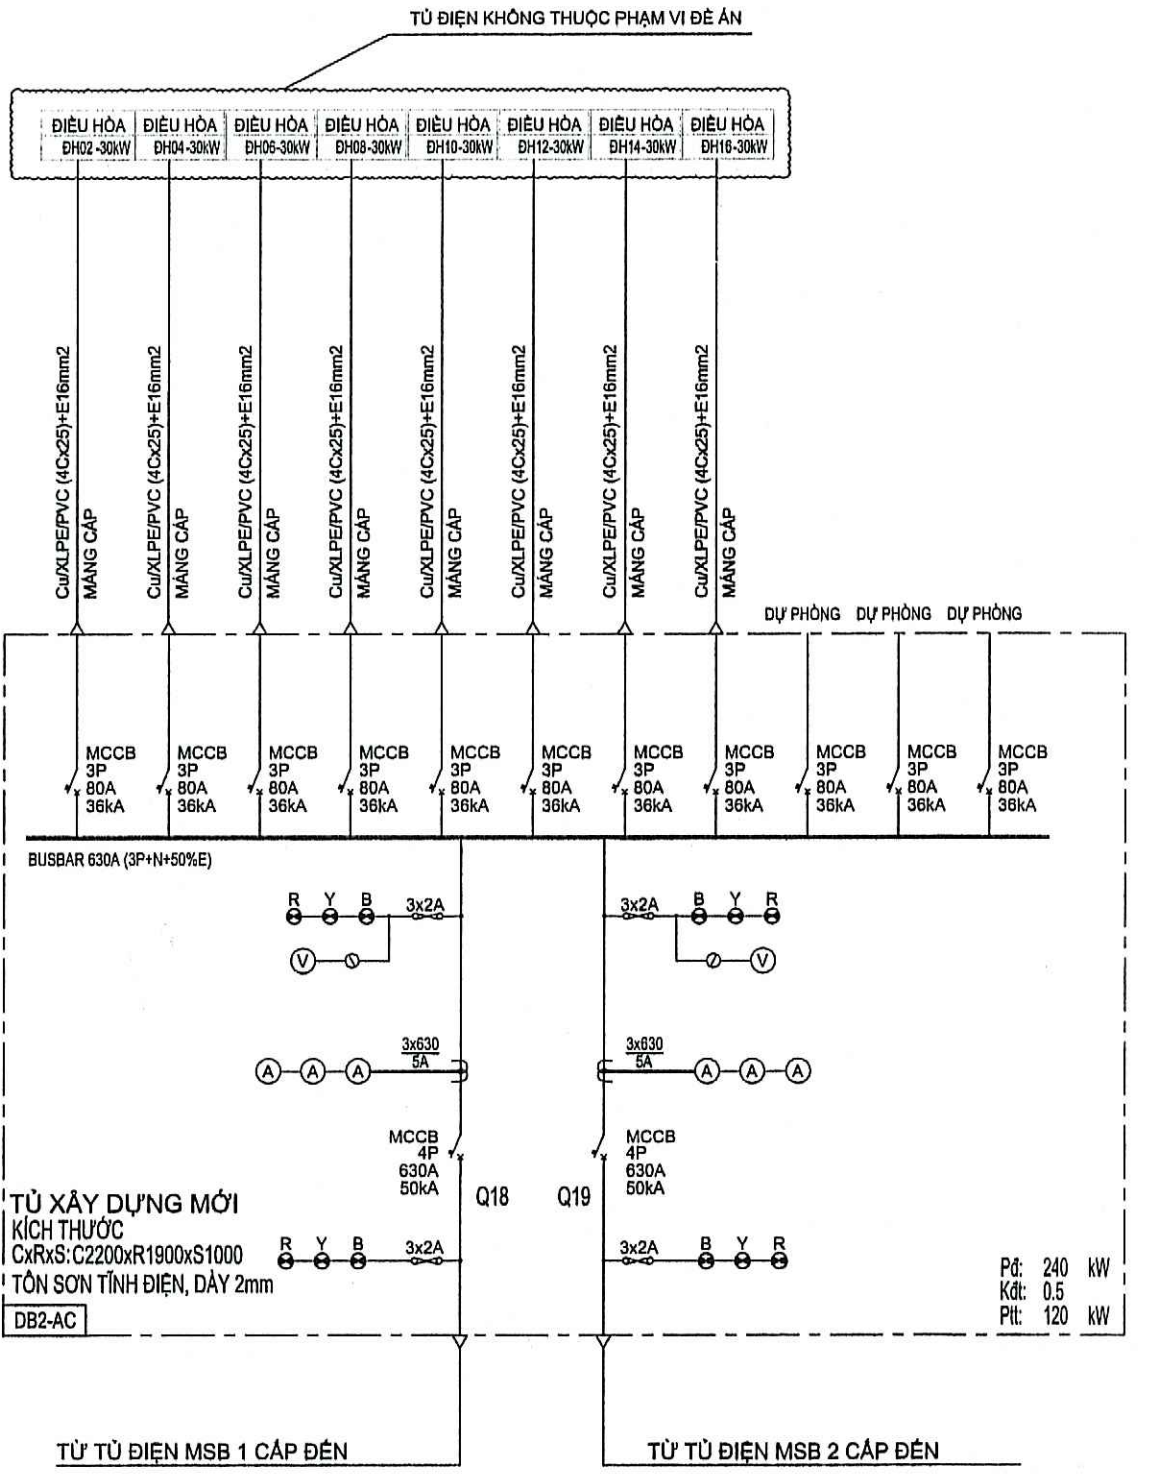 TỦ ĐIỆN KHÔNG THUỘC PHẠM VI ĐỀ ÁN
ĐIỀU HÒA ĐIỀU HÒA ĐIỀU HÒA ĐIỀU HÒA ĐIỀU HÒA ĐIỀU HÒA ĐIỀU HÒA ĐIỀU HÒA
ĐH02-30kW ĐH04-30kW ĐH06-30kW ĐH08-30kW ĐH10-30kW ĐH12-30kW ĐH14-30kW ĐH16-30kW
Cu/XLPE/PVC (4Cx25)+E16mm2
MÁNG CÁP
Cu/XLPE/PVC (4Cx25)+E16mm2
MÁNG CÁP
Cu/XLPE/PVC (4Cx25)+E16mm2
MÁNG CÁP
Cu/XLPE/PVC (4Cx25)+E16mm2
MÁNG CÁP
Cu/XLPE/PVC (4Cx25)+E16mm2
MÁNG CÁP
Cu/XLPE/PVC (4Cx25)+E16mm2
MÁNG CÁP
Cu/XLPE/PVC (4Cx25)+E16mm2
MÁNG CÁP
Cu/XLPE/PVC (4Cx25)+E16mm2
MÁNG CÁP
DỰ PHÒNG DỰ PHÒNG DỰ PHÒNG
MCCB MCCB MCCB MCCB MCCB MCCB MCCB MCCB MCCB MCCB MCCB
3P 3P 3P 3P 3P 3P 3P 3P 3P 3P 3P
80A 80A 80A 80A 80A 80A 80A 80A 80A 80A 80A
36kA 36kA 36kA 36kA 36kA 36kA 36kA 36kA 36kA 36kA 36kA
BUSBAR 630A (3P+N+50%E)
R Y B 3x2A 3x2A B Y R
V V
3x630 3x630
5A 5A
A A A A A A
MCCB MCCB
4P 4P
630A 630A
50kA 50kA
Q18 Q19
TỦ XÂY DỰNG MỚI
KÍCH THƯỚC
CxRxS: C2200xR1900xS1000
TÔN SƠN TĨNH ĐIỆN, DÀY 2mm
R Y B 3x2A 3x2A B Y R
Pđ: 240 kW
Kđt: 0.5
Ptt: 120 kW
DB2-AC
TỪ TỦ ĐIỆN MSB 1 CẤP ĐẾN TỪ TỦ ĐIỆN MSB 2 CẤP ĐẾN